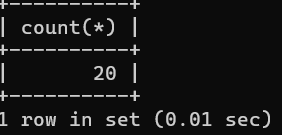 +----------+
| count(*) |
+----------+
|       20 |
+----------+
1 row in set (0.01 sec)